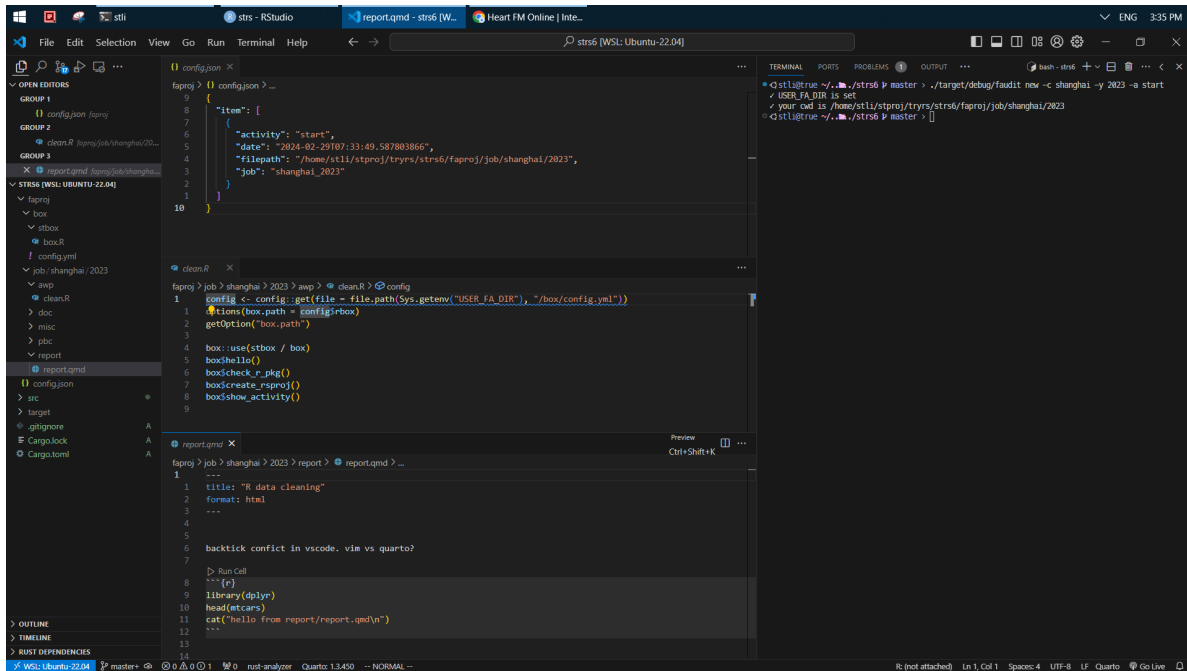 stli
strs - RStudio
report.qmd - strs6 [W...
Heart FM Online | Inte...
ENG 3:35 PM
File Edit Selection View Go Run Terminal Help
strs6 [WSL: Ubuntu-22.04]
OPEN EDITORS
GROUP 1
config.json faproj
GROUP 2
clean.R faproj/job/shanghai/20...
GROUP 3
report.qmd faproj/job/shangha...
STRS6 [WSL: UBUNTU-22.04]
faproj
box
stbox
box.R
config.yml
job / shanghai / 2023
awp
clean.R
doc
misc
pbc
report
report.qmd
config.json
src
target
.gitignore A
Cargo.lock A
Cargo.toml A
OUTLINE
TIMELINE
RUST DEPENDENCIES
config.json
faproj > config.json > ...
9 {
8 "item": [
7 {
6 "activity": "start",
5 "date": "2024-02-29T07:33:49.587803866",
4 "filepath": "/home/stli/stproj/tryrs/strs6/faproj/job/shanghai/2023",
3 "job": "shanghai_2023"
2 }
1 ]
10 }
clean.R
faproj > job > shanghai > 2023 > awp > clean.R > config
1 config <- config::get(file = file.path(Sys.getenv("USER_FA_DIR"), "/box/config.yml"))
1 options(box.path = config$rbox)
2 getOption("box.path")
3
4 box::use(stbox / box)
5 box$hello()
6 box$check_r_pkg()
7 box$create_rsproj()
8 box$show_activity()
9
report.qmd
Preview
Ctrl+Shift+K
faproj > job > shanghai > 2023 > report > report.qmd > ...
1 ---
1 title: "R data cleaning"
2 format: html
3 ---
4
5
6 backtick confict in vscode. vim vs quarto?
7
Run Cell
8 ```{r}
9 library(dplyr)
10 head(mtcars)
11 cat("hello from report/report.qmd\n")
12 ```
13
14
TERMINAL PORTS PROBLEMS 1 OUTPUT
bash - strs6
stli@true ~/..../strs6 master > ./target/debug/faudit new -c shanghai -y 2023 -a start
✓ USER_FA_DIR is set
✓ your cwd is /home/stli/stproj/tryrs/strs6/faproj/job/shanghai/2023
stli@true ~/..../strs6 master >
WSL: Ubuntu-22.04 master+ 0 0 1 0 rust-analyzer Quarto: 1.3.450 -- NORMAL --
R: (not attached) Ln 1, Col 1 Spaces: 4 UTF-8 LF Quarto Go Live